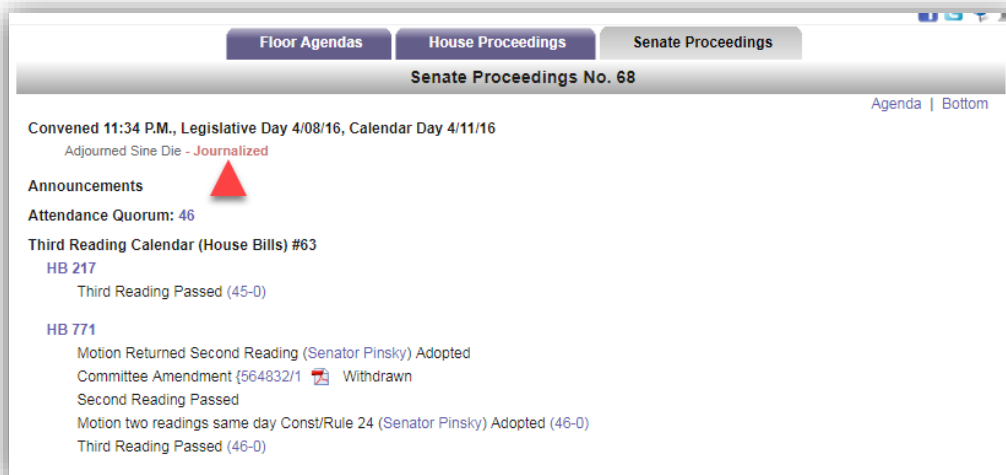 Floor Agendas House Proceedings Senate Proceedings
Senate Proceedings No. 68
Agenda | Bottom
Convened 11:34 P.M., Legislative Day 4/08/16, Calendar Day 4/11/16
Adjourned Sine Die - Journalized
Announcements
Attendance Quorum: 46
Third Reading Calendar (House Bills) #63
HB 217
Third Reading Passed (45-0)
HB 771
Motion Returned Second Reading (Senator Pinsky) Adopted
Committee Amendment {564832/1 Withdrawn
Second Reading Passed
Motion two readings same day Const/Rule 24 (Senator Pinsky) Adopted (46-0)
Third Reading Passed (46-0)